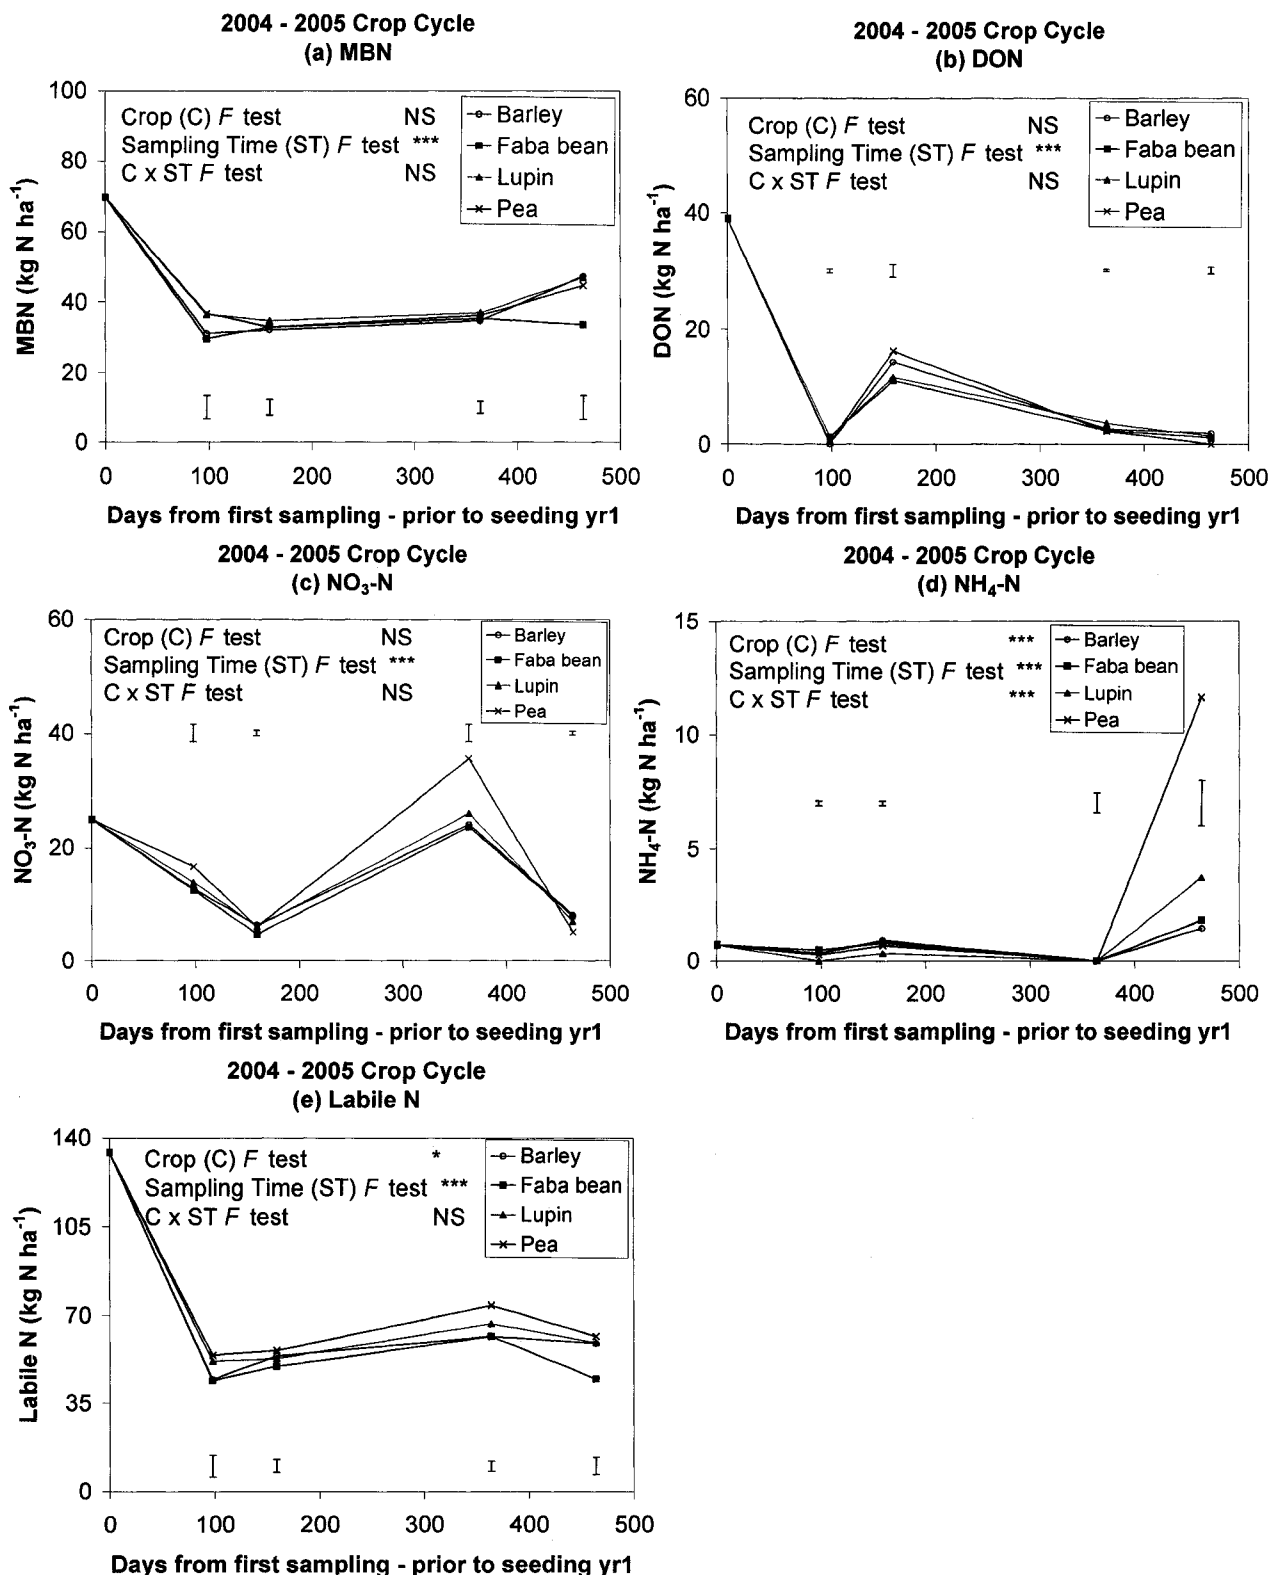 2004 - 2005 Crop Cycle
(a) MBN
100
80
60
40
20
0
MBN (kg N ha⁻¹)
Crop (C) F test NS
Sampling Time (ST) F test ***
C x ST F test NS
Barley
Faba bean
Lupin
Pea
0 100 200 300 400 500
Days from first sampling - prior to seeding yr1
2004 - 2005 Crop Cycle
(b) DON
60
40
20
0
DON (kg N ha⁻¹)
Crop (C) F test NS
Sampling Time (ST) F test ***
C x ST F test NS
Barley
Faba bean
Lupin
Pea
0 100 200 300 400 500
Days from first sampling - prior to seeding yr1
2004 - 2005 Crop Cycle
(c) NO₃-N
60
40
20
0
NO₃-N (kg N ha⁻¹)
Crop (C) F test NS
Sampling Time (ST) F test ***
C x ST F test NS
Barley
Faba bean
Lupin
Pea
0 100 200 300 400 500
Days from first sampling - prior to seeding yr1
2004 - 2005 Crop Cycle
(d) NH₄-N
15
10
5
0
NH₄-N (kg N ha⁻¹)
Crop (C) F test ***
Sampling Time (ST) F test ***
C x ST F test ***
Barley
Faba bean
Lupin
Pea
0 100 200 300 400 500
Days from first sampling - prior to seeding yr1
2004 - 2005 Crop Cycle
(e) Labile N
140
105
70
35
0
Labile N (kg N ha⁻¹)
Crop (C) F test *
Sampling Time (ST) F test ***
C x ST F test NS
Barley
Faba bean
Lupin
Pea
0 100 200 300 400 500
Days from first sampling - prior to seeding yr1